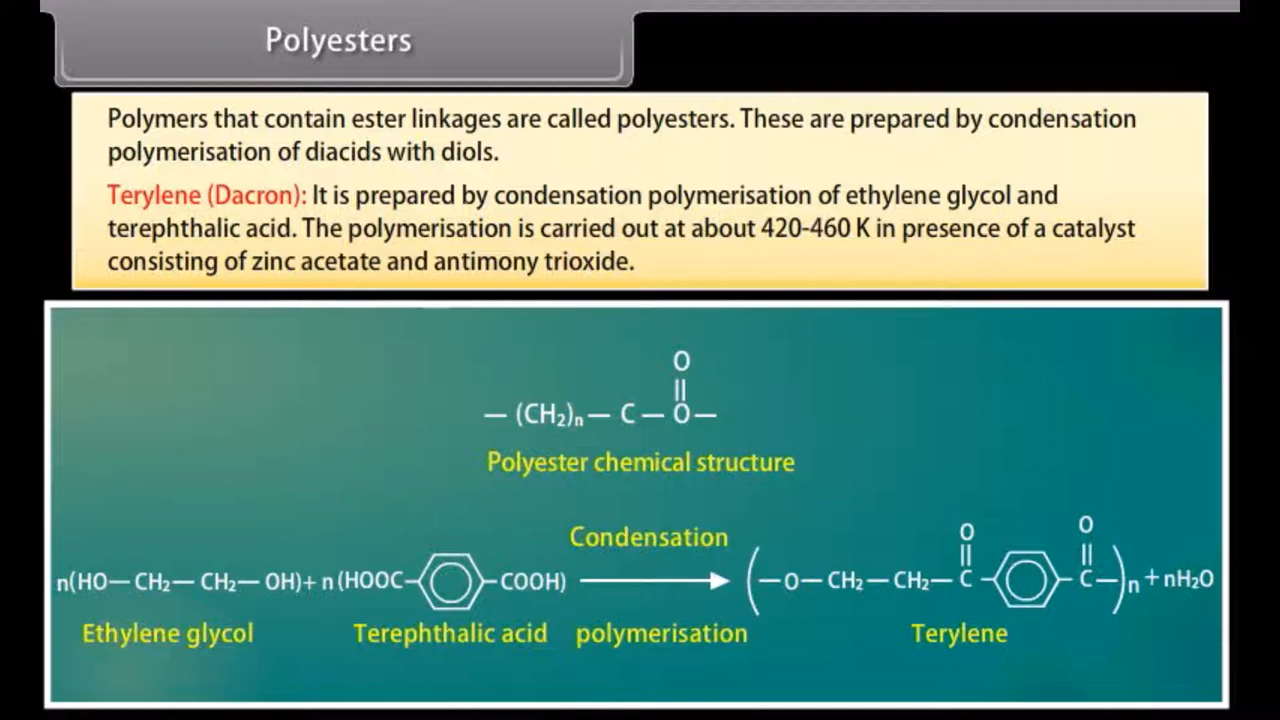 Polyesters
Polymers that contain ester linkages are called polyesters. These are prepared by condensation
polymerisation of diacids with diols.
Terylene (Dacron): It is prepared by condensation polymerisation of ethylene glycol and
terephthalic acid. The polymerisation is carried out at about 420-460 K in presence of a catalyst
consisting of zinc acetate and antimony trioxide.
O
||
— (CH₂)ₙ — C — O —
Polyester chemical structure
Condensation
O O
|| ||
n(HO— CH₂— CH₂— OH)+ n (HOOC- -COOH) (—O— CH₂—CH₂— C - - C —)n + nH₂O
Ethylene glycol Terephthalic acid polymerisation Terylene